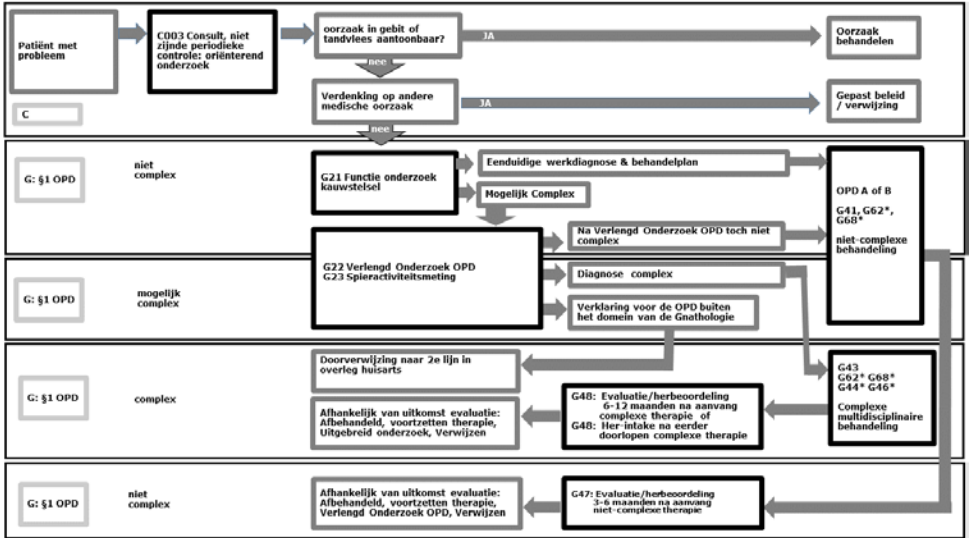 Patiënt met
probleem
C003 Consult, niet
zijnde periodieke
controle: oriënterend
onderzoek
oorzaak in gebit of
tandvlees aantoonbaar?
JA
Oorzaak
behandelen
nee
C
Verdenking op andere
medische oorzaak
JA
Gepast beleid
/ verwijzing
nee
G: §1 OPD
niet
complex
G21 Functie onderzoek
kauwstelsel
Eenduidige werkdiagnose & behandelplan
Mogelijk Complex
OPD A of B
G41, G62*,
G68*
niet-complexe
behandeling
Na Verlengd Onderzoek OPD toch niet
complex
G: §1 OPD
mogelijk
complex
G22 Verlengd Onderzoek OPD
G23 Spieractiviteitsmeting
Diagnose complex
Verklaring voor de OPD buiten
het domein van de Gnathologie
G: §1 OPD
complex
Doorverwijzing naar 2e lijn in
overleg huisarts
Afhankelijk van uitkomst evaluatie:
Afbehandeld, voortzetten therapie,
Uitgebreid onderzoek, Verwijzen
G48: Evaluatie/herbeoordeling
6-12 maanden na aanvang
complexe therapie of
G48: Her-intake na eerder
doorlopen complexe therapie
G43
G62* G68*
G44* G46*
Complexe
multidisciplinaire
behandeling
G: §1 OPD
niet
complex
Afhankelijk van uitkomst evaluatie:
Afbehandeld, voortzetten therapie,
Verlengd Onderzoek OPD, Verwijzen
G47: Evaluatie/herbeoordeling
3-6 maanden na aanvang
niet-complexe therapie